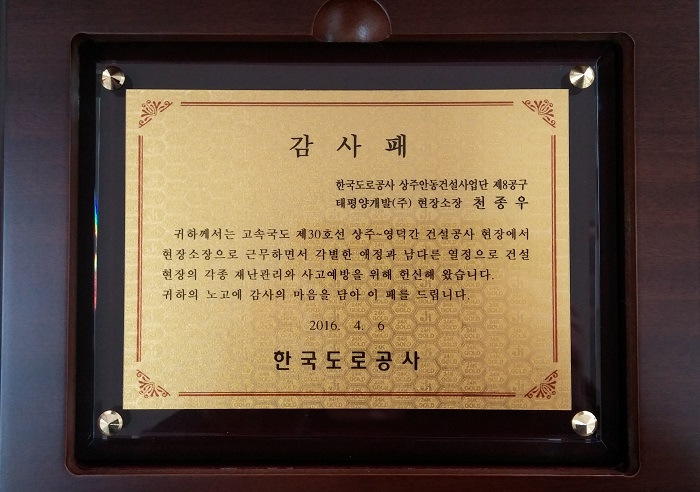 감 사 패
한국도로공사 상주안동건설사업단 제8공구
태평양개발(주) 현장소장 천 종 우
귀하께서는 고속국도 제30호선 상주~영덕간 건설공사 현장에서
현장소장으로 근무하면서 각별한 애정과 남다른 열정으로 건설
현장의 각종 재난관리와 사고예방을 위해 헌신해 왔습니다.
귀하의 노고에 감사의 마음을 담아 이 패를 드립니다.
2016. 4. 6
한국도로공사